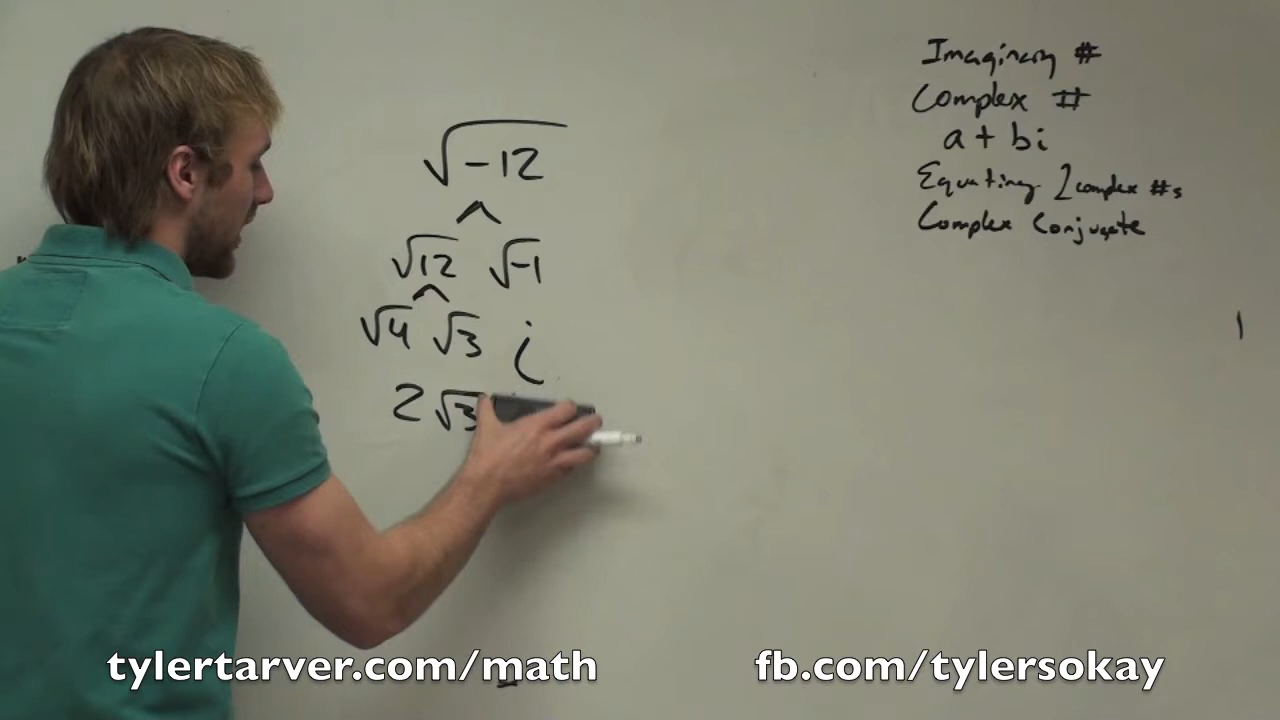 √-12
√12 √-1
√4 √3 i
2 √3
Imaginary #
Complex #
a + bi
Equating 2 complex #s
Complex Conjugate
tylertarver.com/math
fb.com/tylersokay